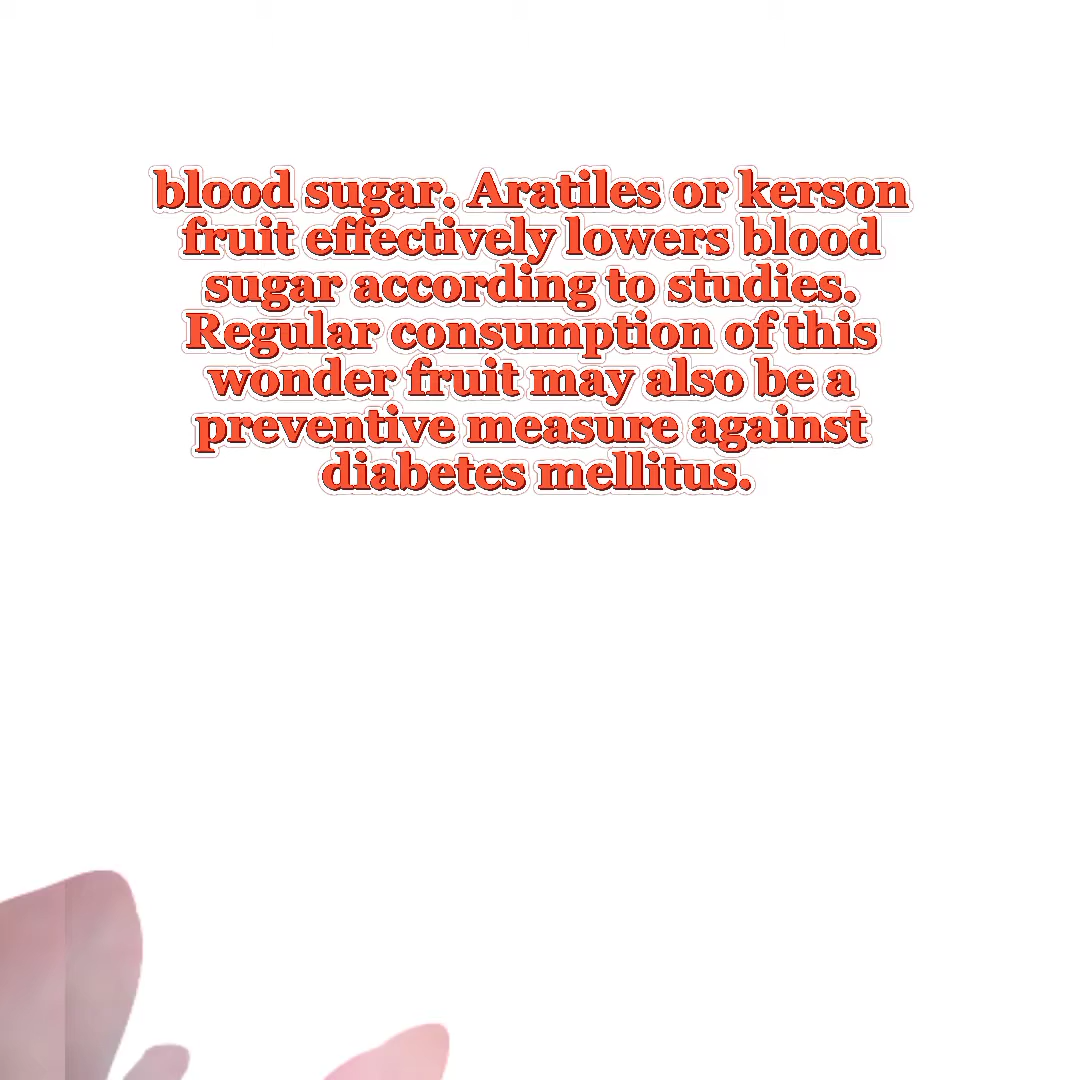 blood sugar. Aratiles or kerson
fruit effectively lowers blood
sugar according to studies.
Regular consumption of this
wonder fruit may also be a
preventive measure against
diabetes mellitus.